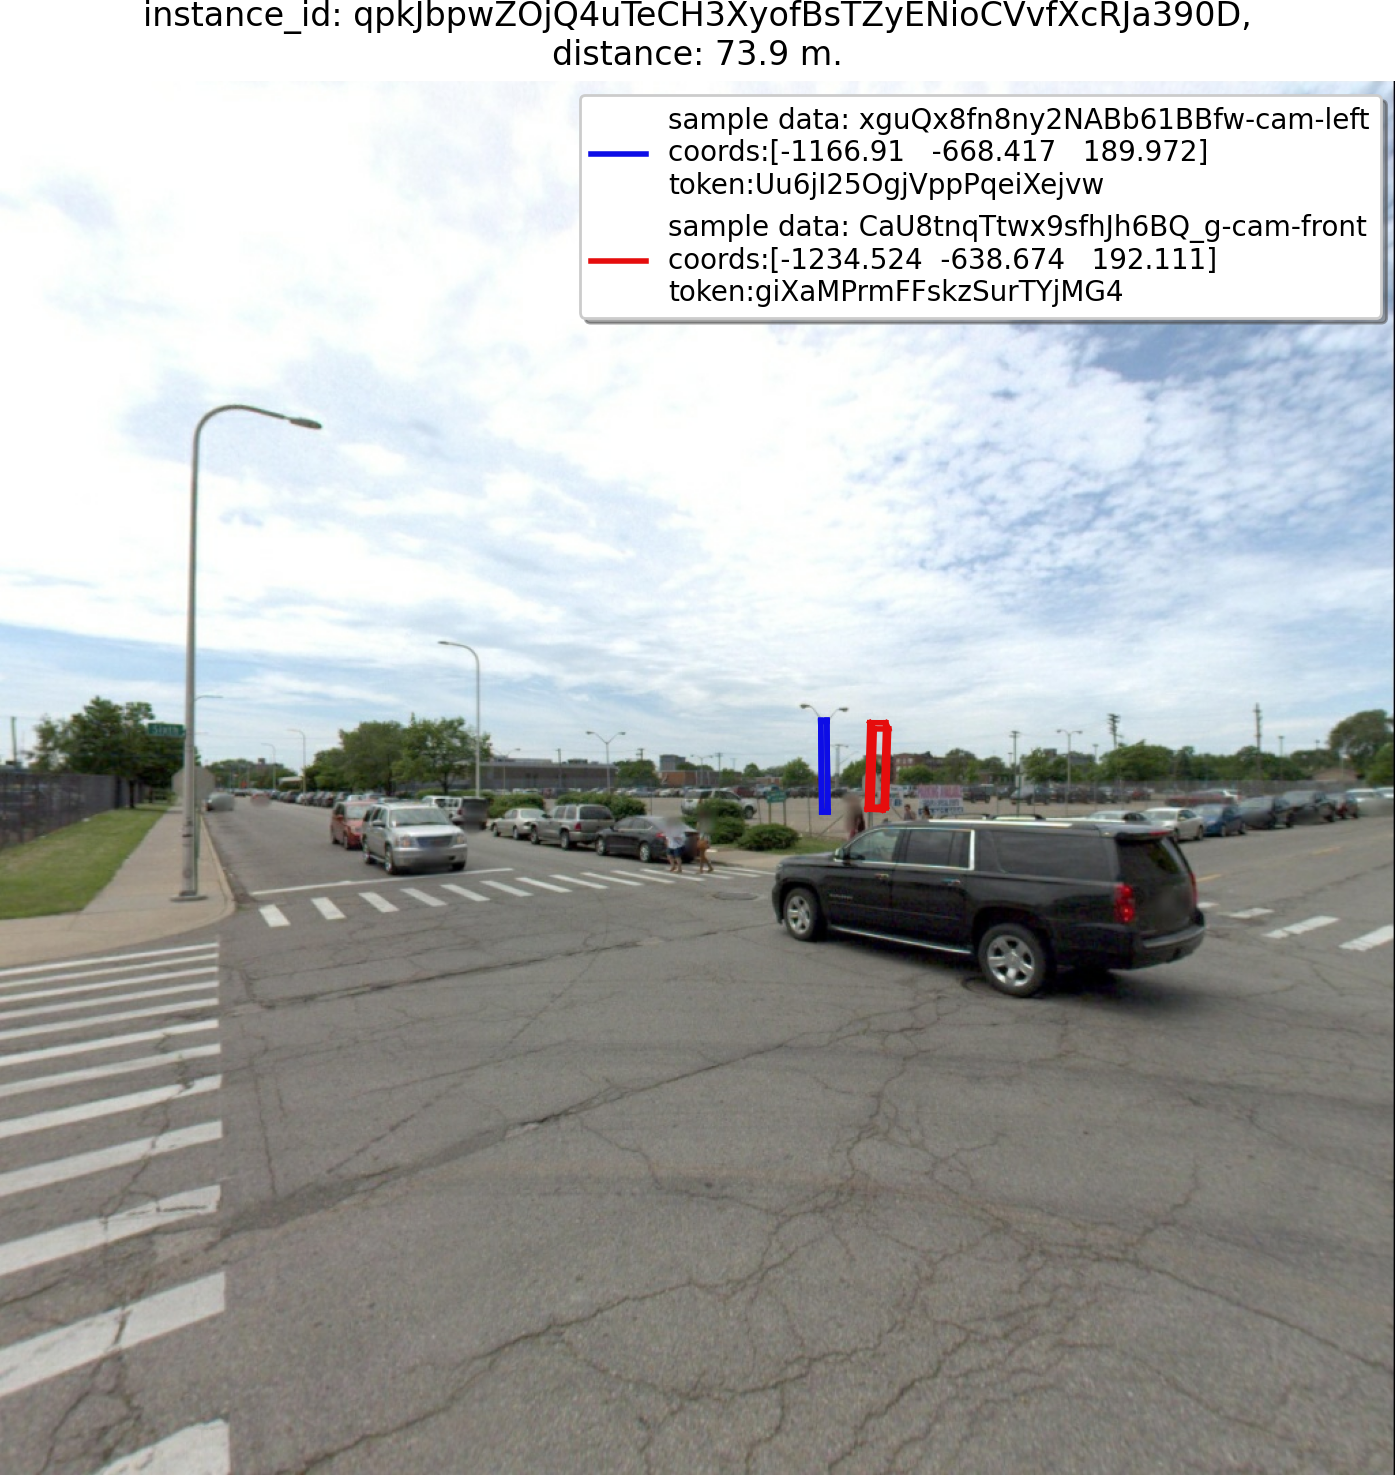 instance_id: qpkJbpwZOjQ4uTeCH3XyofBsTZyENioCVvfXcRJa390D,
distance: 73.9 m.
sample data: xguQx8fn8ny2NABb61BBfw-cam-left
coords:[-1166.91 -668.417 189.972]
token:Uu6jI25OgjVppPqeiXejvw
sample data: CaU8tnqTtwx9sfhJh6BQ_g-cam-front
coords:[-1234.524 -638.674 192.111]
token:giXaMPrmFFskzSurTYjMG4